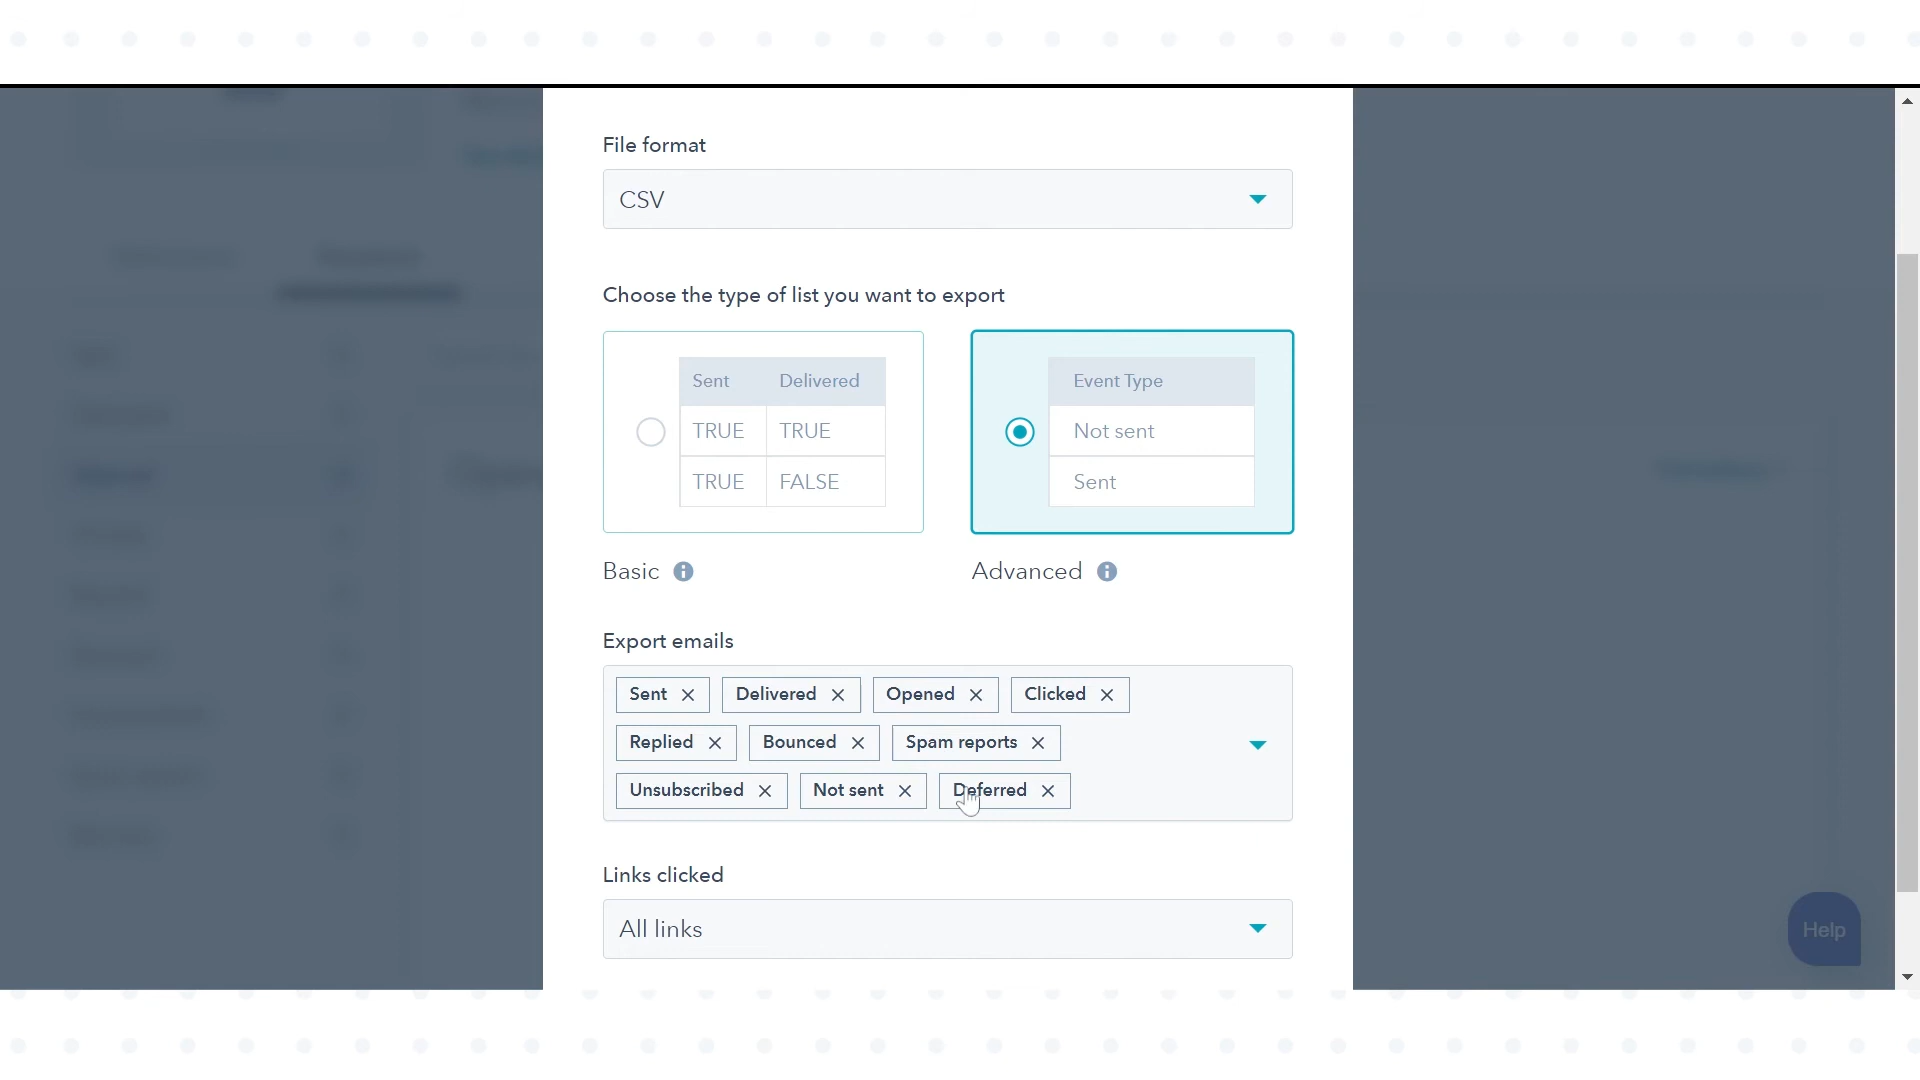 File format
CSV
Choose the type of list you want to export
Sent Delivered
TRUE TRUE
TRUE FALSE
Event Type
Not sent
Sent
Basic
Advanced
Export emails
Sent Delivered Opened Clicked
Replied Bounced Spam reports
Unsubscribed Not sent Deferred
Links clicked
All links
Help